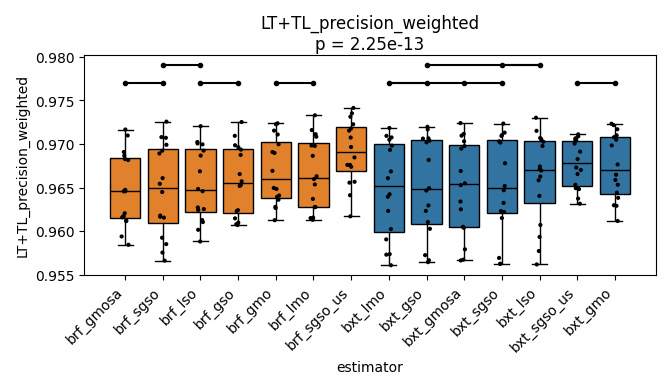 LT+TL_precision_weighted
p = 2.25e-13
LT+TL_precision_weighted
0.980
0.975
0.970
0.965
0.960
0.955
brf_gmosa
brf_sgso
brf_lso
brf_gso
brf_gmo
brf_lmo
brf_sgso_us
bxt_lmo
bxt_gso
bxt_gmosa
bxt_sgso
bxt_lso
bxt_sgso_us
bxt_gmo
estimator